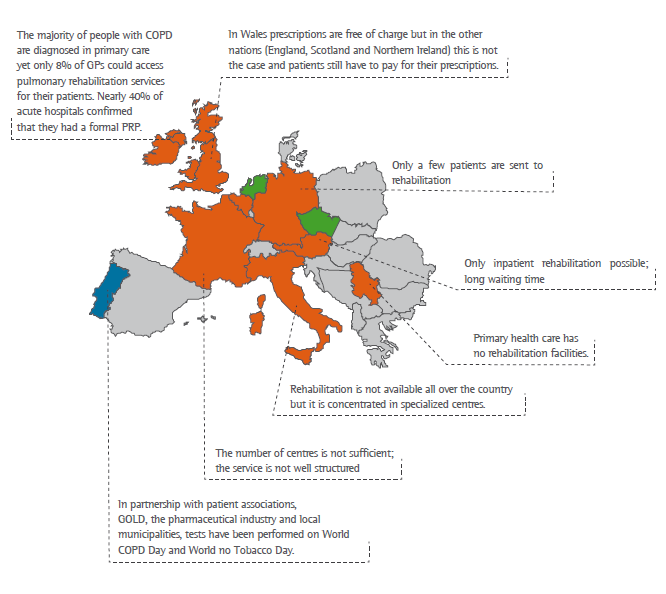 The majority of people with COPD
are diagnosed in primary care
yet only 8% of GPs could access
pulmonary rehabilitation services
for their patients. Nearly 40% of
acute hospitals confirmed
that they had a formal PRP.
In Wales prescriptions are free of charge but in the other
nations (England, Scotland and Northern Ireland) this is not
the case and patients still have to pay for their prescriptions.
Only a few patients are sent to
rehabilitation
Only inpatient rehabilitation possible;
long waiting time
Primary health care has
no rehabilitation facilities.
Rehabilitation is not available all over the country
but it is concentrated in specialized centres.
The number of centres is not sufficient;
the service is not well structured
In partnership with patient associations,
GOLD, the pharmaceutical industry and local
municipalities, tests have been performed on World
COPD Day and World no Tobacco Day.